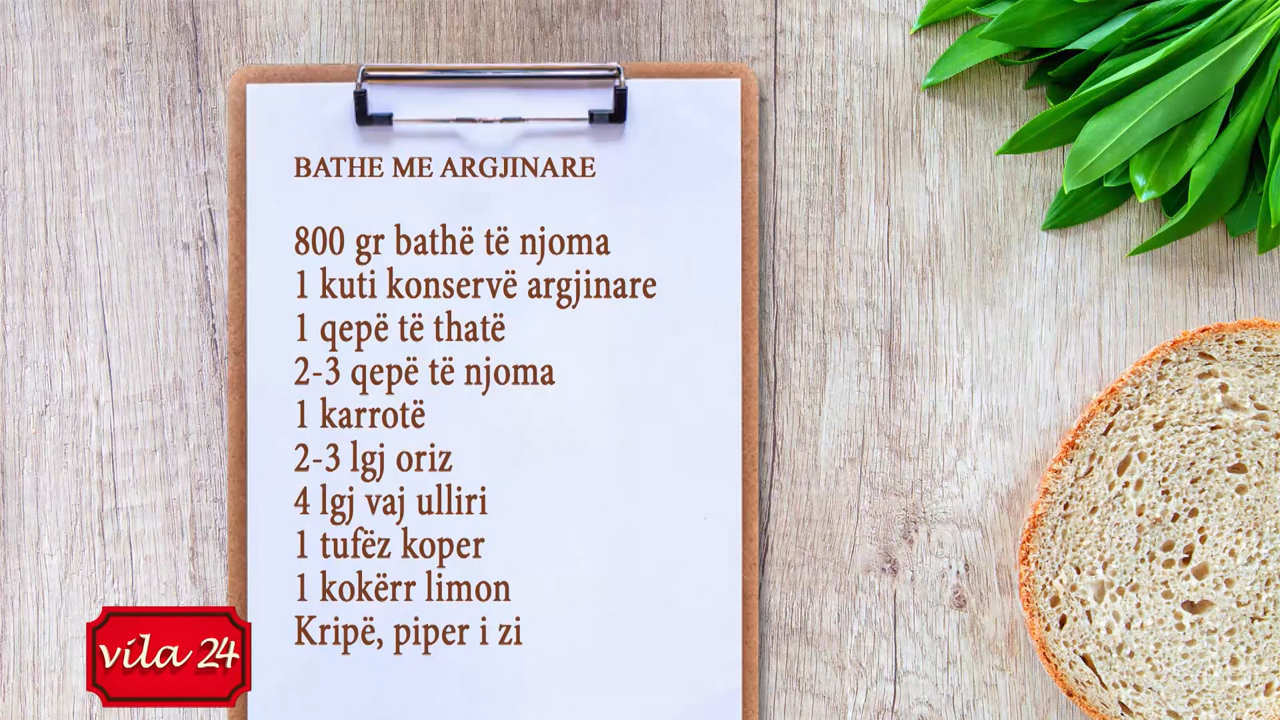 BATHE ME ARGJINARE
800 gr bathë të njoma
1 kuti konservë argjinare
1 qepë të thatë
2-3 qepë të njoma
1 karrotë
2-3 lgj oriz
4 lgj vaj ulliri
1 tufëz koper
1 kokërr limon
Kripë, piper i zi
vila 24